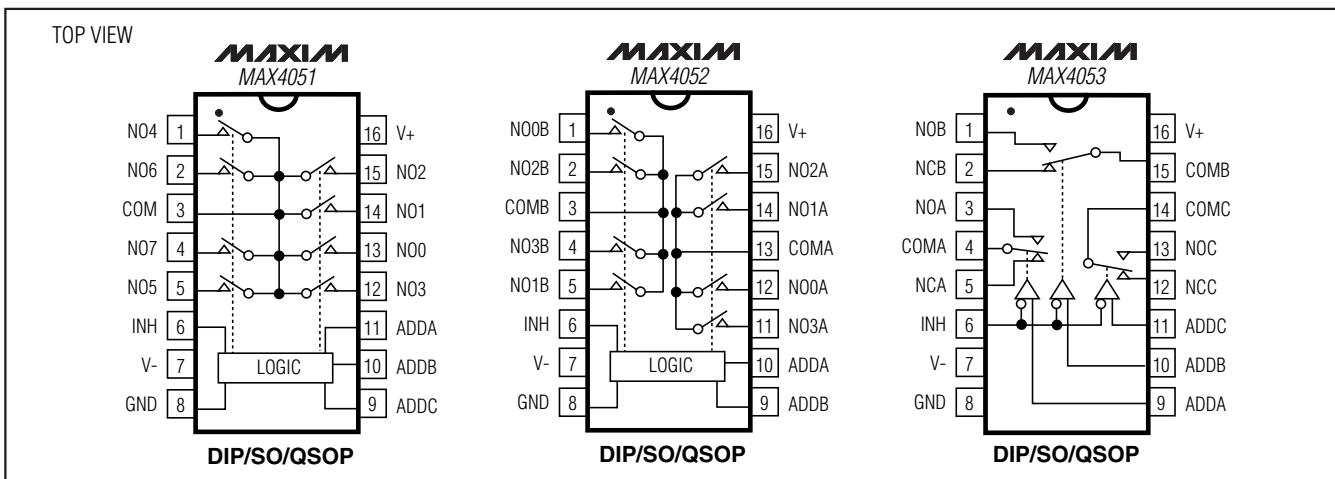 TOP VIEW
MAXIM
MAX4051
NO4 1
NO6 2
COM 3
NO7 4
NO5 5
INH 6
V- 7
GND 8
16 V+
15 NO2
14 NO1
13 NO0
12 NO3
11 ADDA
10 ADDB
9 ADDC
LOGIC
DIP/SO/QSOP
MAXIM
MAX4052
NO0B 1
NO2B 2
COMB 3
NO3B 4
NO1B 5
INH 6
V- 7
GND 8
16 V+
15 NO2A
14 NO1A
13 COMA
12 NO0A
11 NO3A
10 ADDA
9 ADDB
LOGIC
DIP/SO/QSOP
MAXIM
MAX4053
NOB 1
NCB 2
NOA 3
COMA 4
NCA 5
INH 6
V- 7
GND 8
16 V+
15 COMB
14 COMC
13 NOC
12 NCC
11 ADDC
10 ADDB
9 ADDA
DIP/SO/QSOP